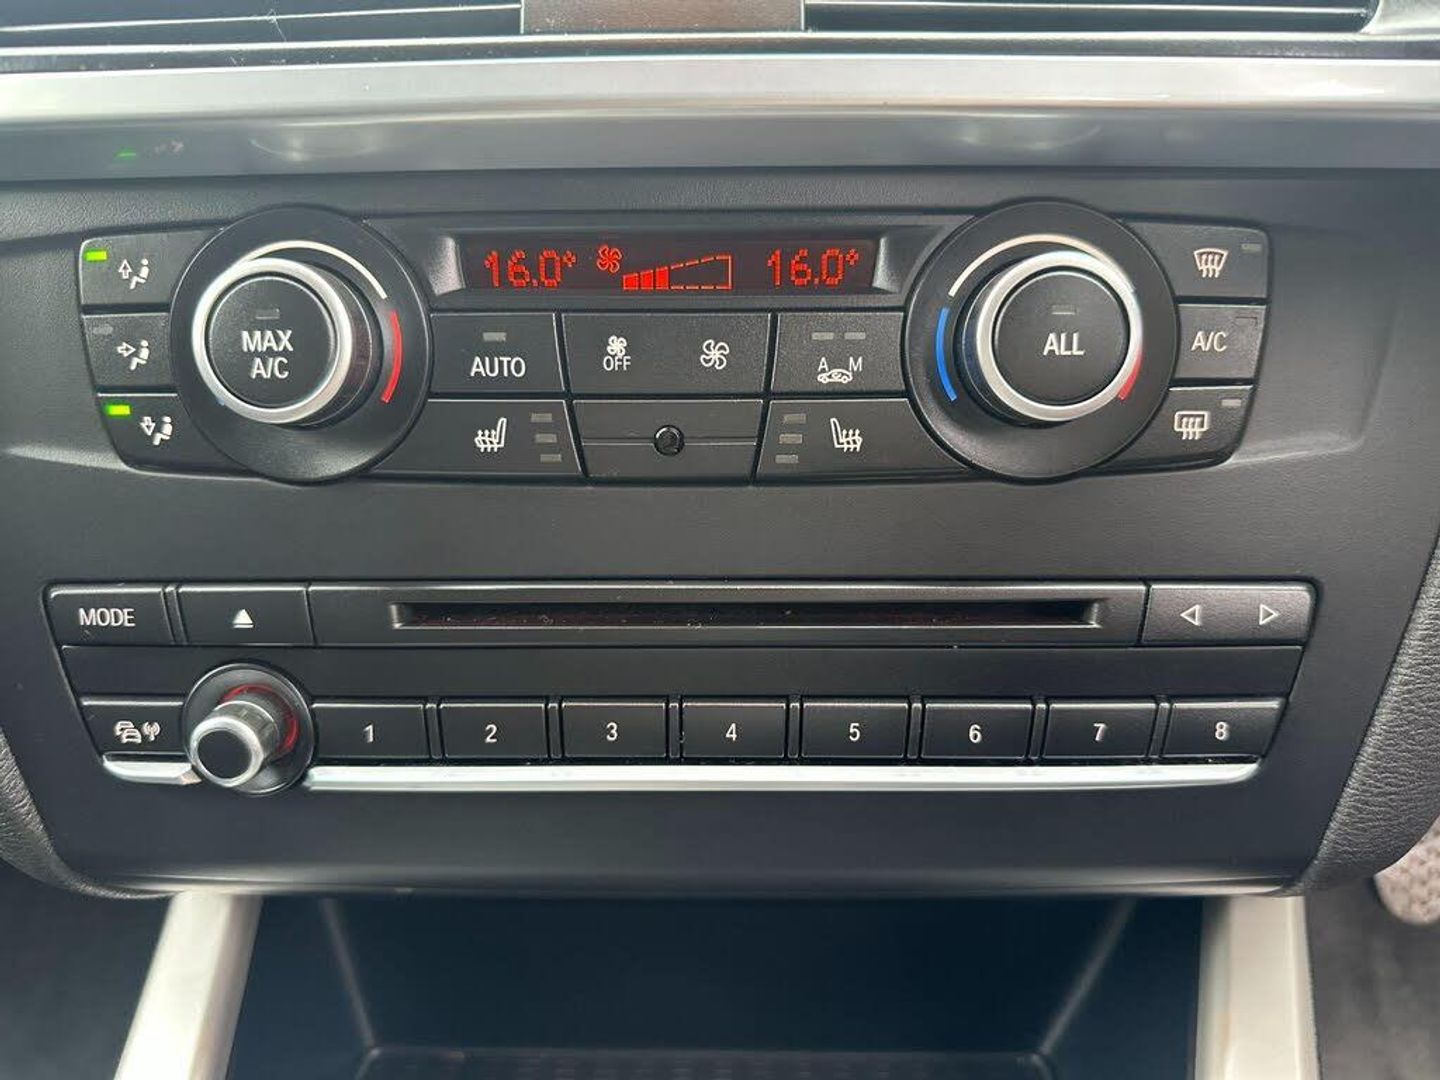 16.0° 16.0°
MAX
A/C
AUTO
OFF
A M
ALL
A/C
MODE
1 2 3 4 5 6 7 8